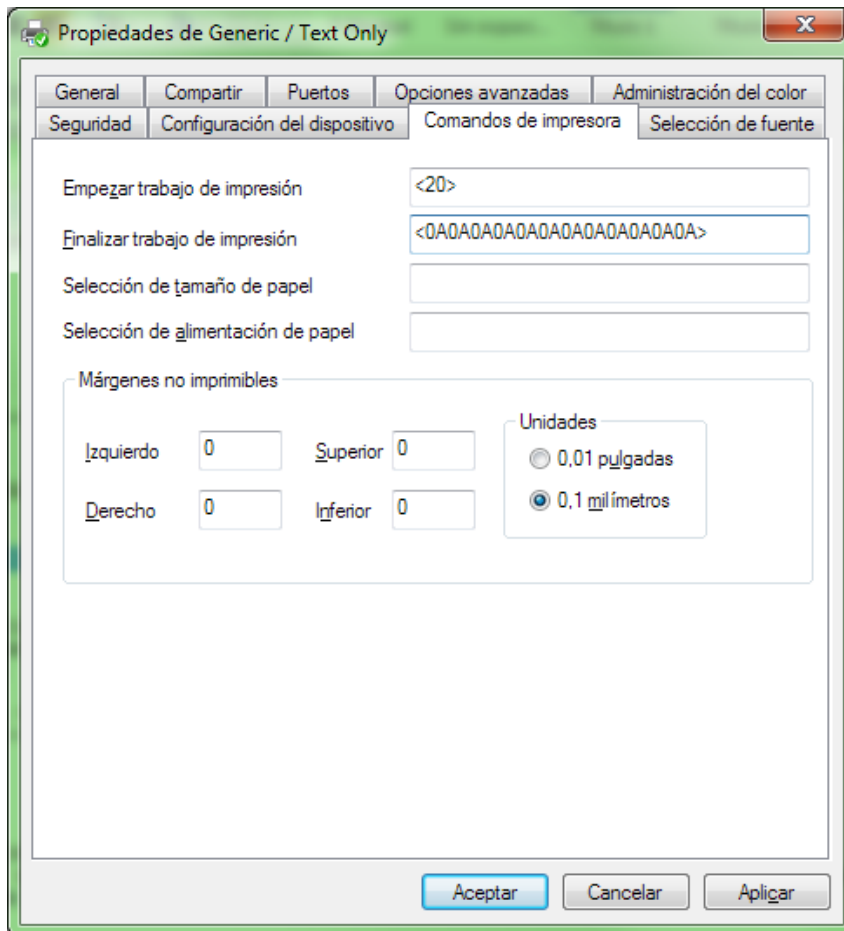 Propiedades de Generic / Text Only
General Compartir Puertos Opciones avanzadas Administración del color
Seguridad Configuración del dispositivo Comandos de impresora Selección de fuente
Empezar trabajo de impresión <20>
Finalizar trabajo de impresión <0A0A0A0A0A0A0A0A0A0A0A0A>
Selección de tamaño de papel
Selección de alimentación de papel
Márgenes no imprimibles
Unidades
Izquierdo 0 Superior 0 0,01 pulgadas
Derecho 0 Inferior 0 0,1 milímetros
Aceptar Cancelar Aplicar